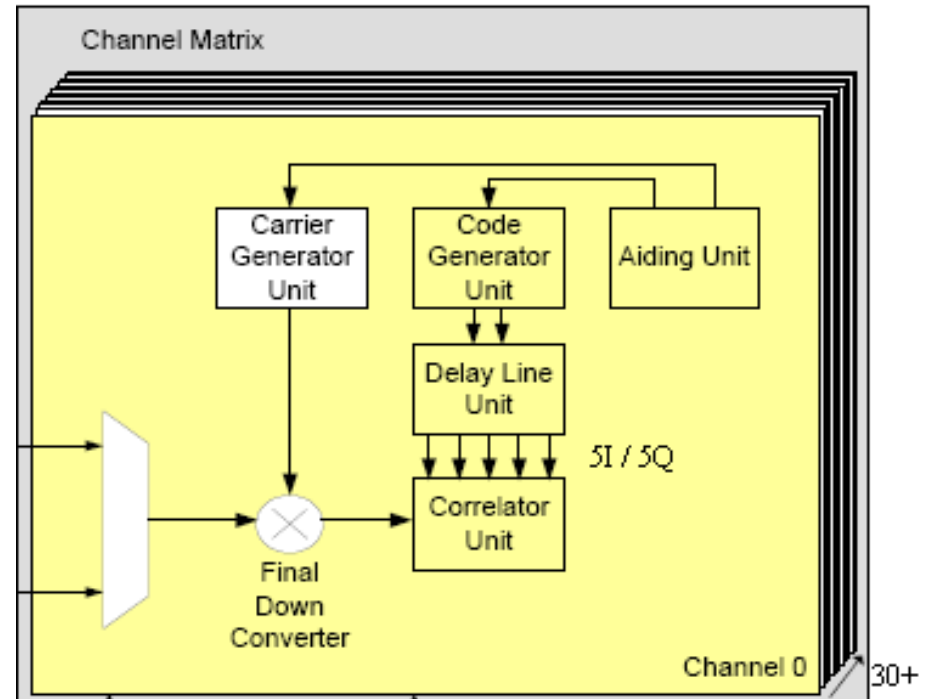 Channel Matrix
Carrier
Generator
Unit
Code
Generator
Unit
Aiding Unit
Delay Line
Unit
5I / 5Q
Correlator
Unit
Final
Down
Converter
Channel 0
30+